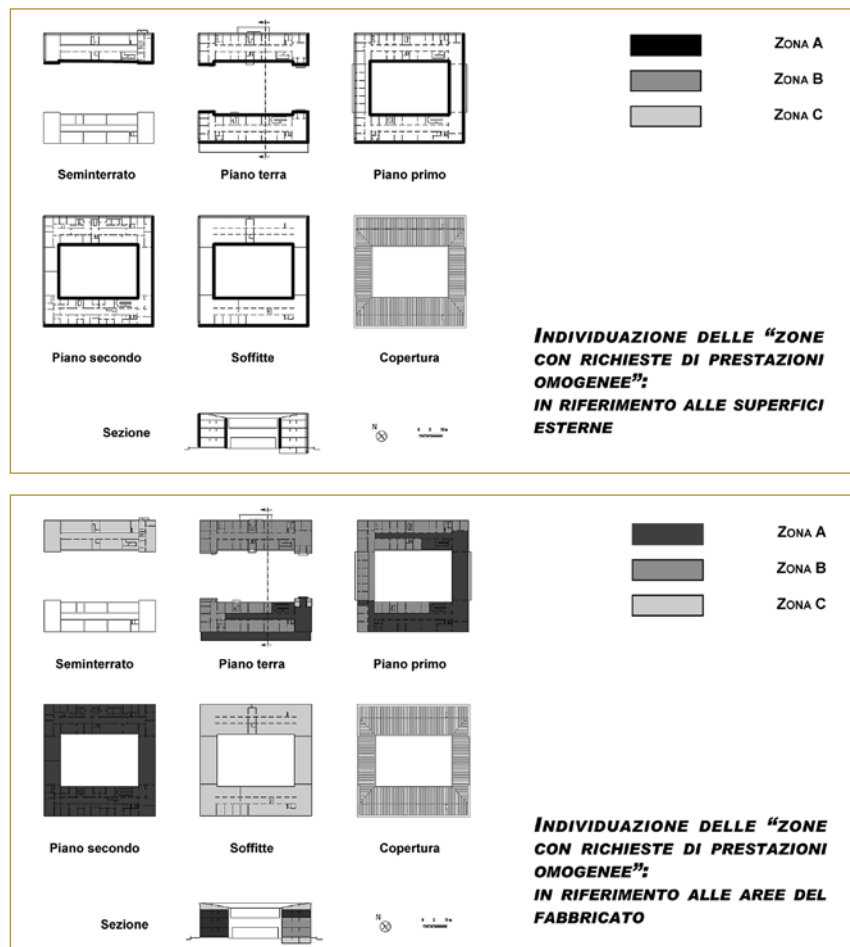 ZONA A
ZONA B
ZONA C
Seminterrato
Piano terra
Piano primo
Piano secondo
Soffitte
Copertura
INDIVIDUAZIONE DELLE “ZONE
CON RICHIESTE DI PRESTAZIONI
OMOGENEE”:
IN RIFERIMENTO ALLE SUPERFICI
ESTERNE
Sezione
N
ZONA A
ZONA B
ZONA C
Seminterrato
Piano terra
Piano primo
Piano secondo
Soffitte
Copertura
INDIVIDUAZIONE DELLE “ZONE
CON RICHIESTE DI PRESTAZIONI
OMOGENEE”:
IN RIFERIMENTO ALLE AREE DEL
FABBRICATO
Sezione
N